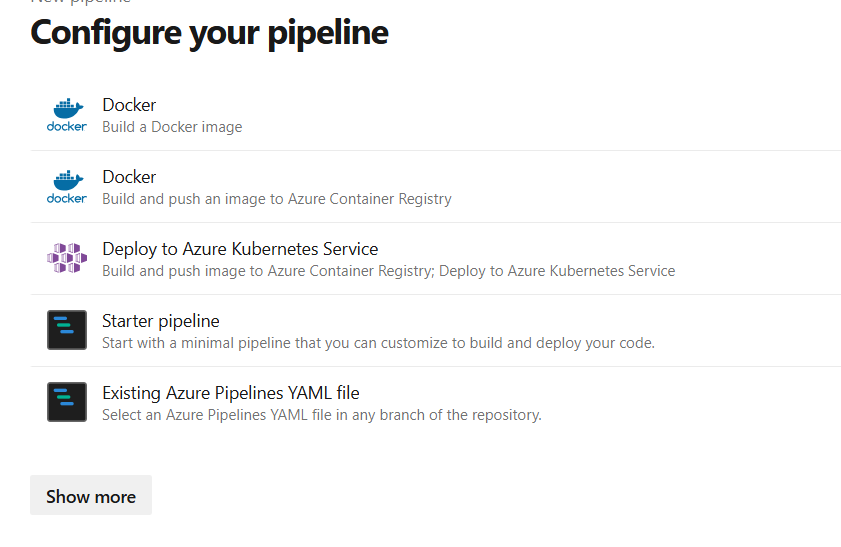 New pipeline
Configure your pipeline
docker
Docker
Build a Docker image
docker
Docker
Build and push an image to Azure Container Registry
Deploy to Azure Kubernetes Service
Build and push image to Azure Container Registry; Deploy to Azure Kubernetes Service
Starter pipeline
Start with a minimal pipeline that you can customize to build and deploy your code.
Existing Azure Pipelines YAML file
Select an Azure Pipelines YAML file in any branch of the repository.
Show more